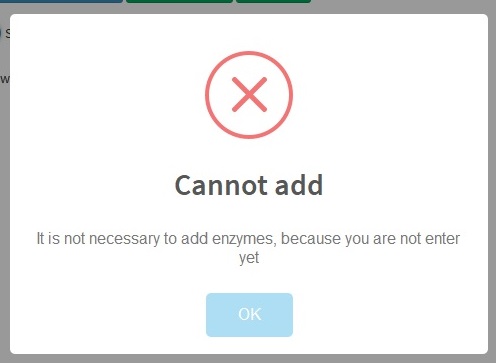 S
w
Cannot add
It is not necessary to add enzymes, because you are not enter
yet
OK